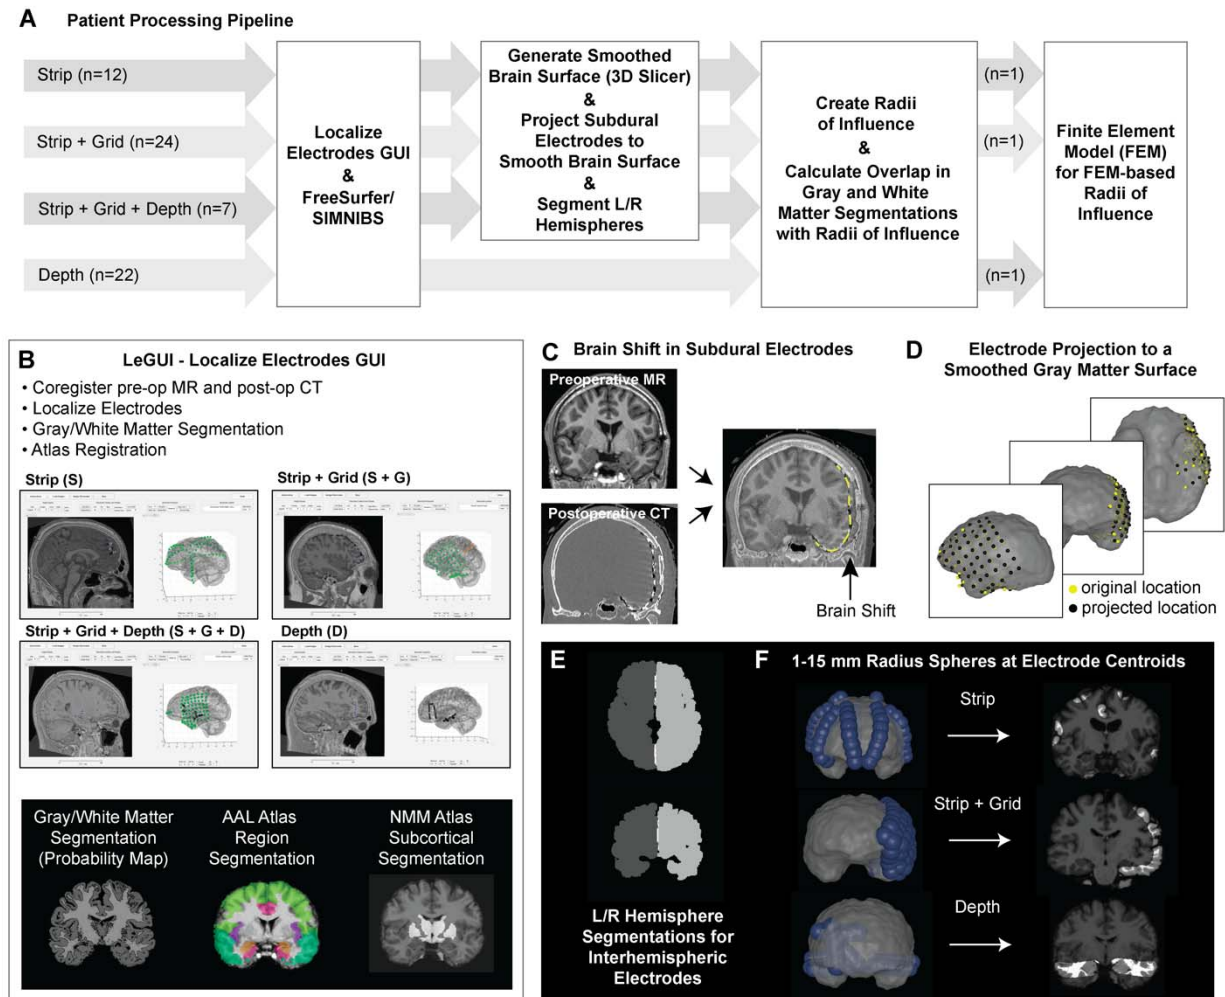 A Patient Processing Pipeline
Strip (n=12)
Strip + Grid (n=24)
Strip + Grid + Depth (n=7)
Depth (n=22)
Localize
Electrodes GUI
&
FreeSurfer/
SIMNIBS
Generate Smoothed
Brain Surface (3D Slicer)
&
Project Subdural
Electrodes to
Smooth Brain Surface
&
Segment L/R
Hemispheres
Create Radii
of Influence
&
Calculate Overlap in
Gray and White
Matter Segmentations
with Radii of Influence
(n=1)
(n=1)
(n=1)
Finite Element
Model (FEM)
for FEM-based
Radii of
Influence
B LeGUI - Localize Electrodes GUI
• Coregister pre-op MR and post-op CT
• Localize Electrodes
• Gray/White Matter Segmentation
• Atlas Registration
Strip (S)
Strip + Grid (S + G)
Strip + Grid + Depth (S + G + D)
Depth (D)
Gray/White Matter
Segmentation
(Probability Map)
AAL Atlas
Region
Segmentation
NMM Atlas
Subcortical
Segmentation
C Brain Shift in Subdural Electrodes
Preoperative MR
Postoperative CT
Brain Shift
D Electrode Projection to a
Smoothed Gray Matter Surface
original location
projected location
E
L/R Hemisphere
Segmentations for
Interhemispheric
Electrodes
F 1-15 mm Radius Spheres at Electrode Centroids
Strip
Strip + Grid
Depth